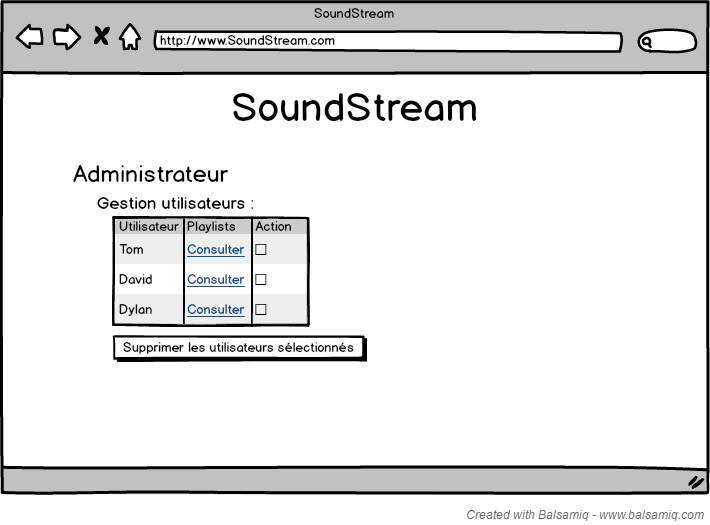 SoundStream
http://www.SoundStream.com
SoundStream
Administrateur
Gestion utilisateurs :
Utilisateur Playlists Action
Tom Consulter
David Consulter
Dylan Consulter
Supprimer les utilisateurs sélectionnés
Created with Balsamiq - www.balsamiq.com